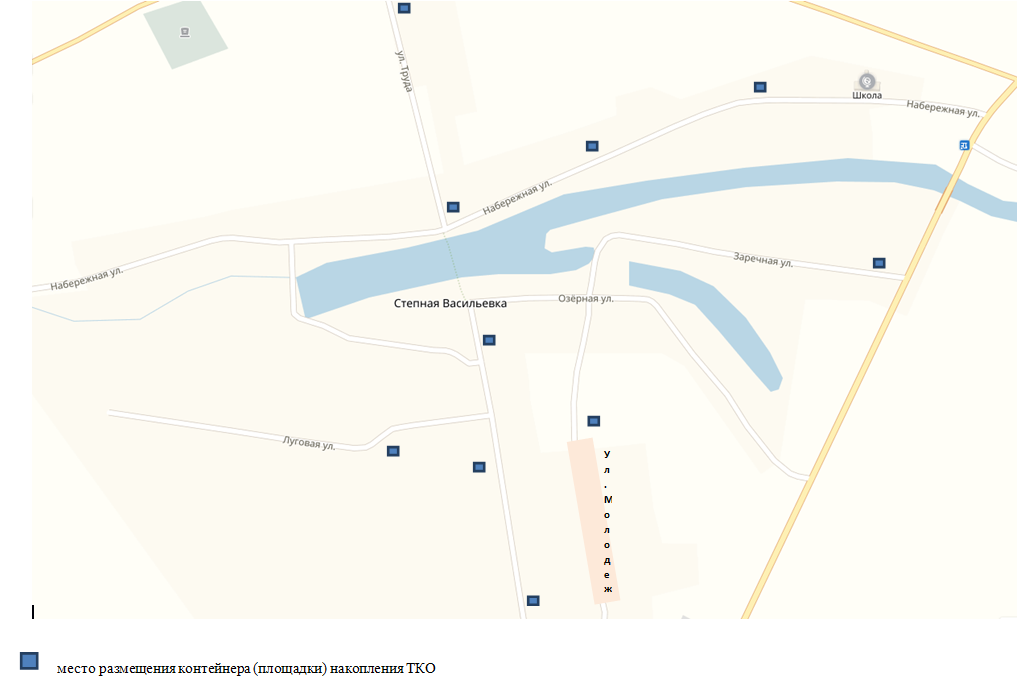 ул. Труда
Школа
Набережная ул.
Набережная ул.
Набережная ул.
Заречная ул.
Степная Васильевка
Озёрная ул.
Луговая ул.
У
л
.
М
о
л
о
д
е
ж
место размещения контейнера (площадки) накопления ТКО